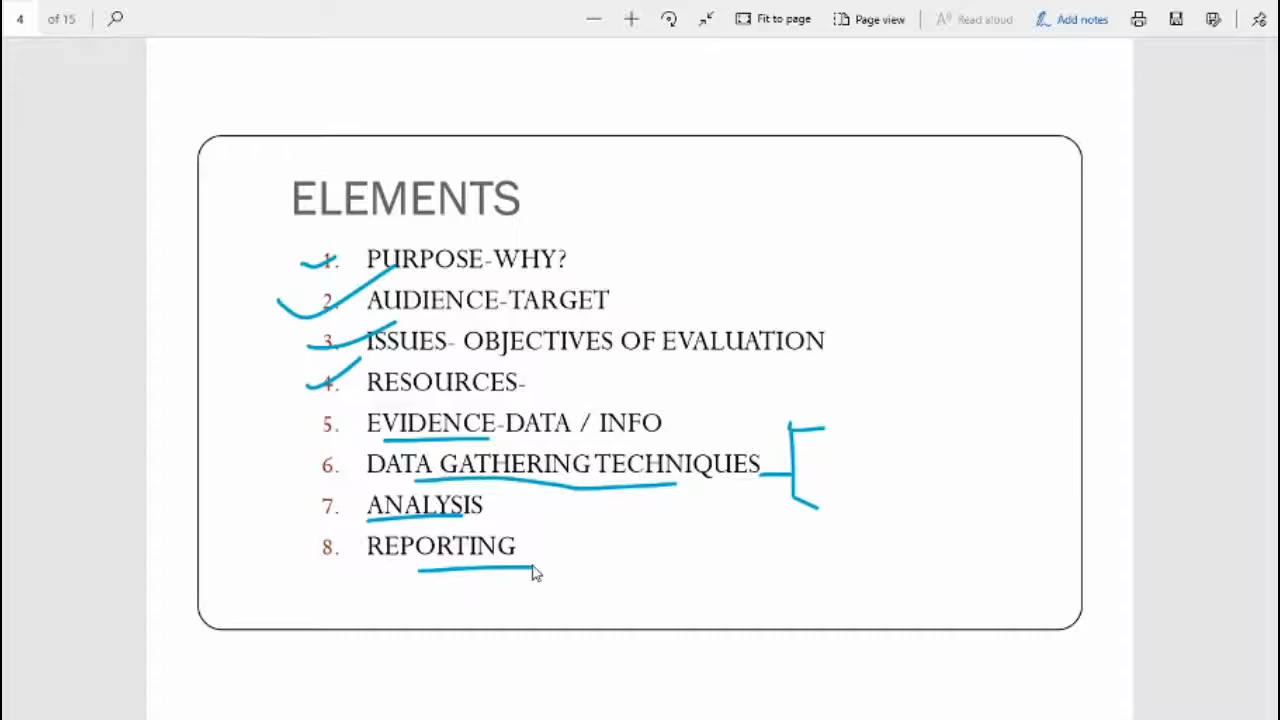 4 of 15 Fit to page Page view Read aloud Add notes
ELEMENTS
1. PURPOSE-WHY?
2. AUDIENCE-TARGET
3. ISSUES- OBJECTIVES OF EVALUATION
4. RESOURCES-
5. EVIDENCE-DATA / INFO
6. DATA GATHERING TECHNIQUES
7. ANALYSIS
8. REPORTING